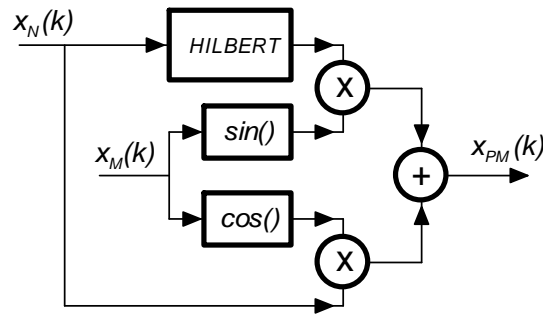 x_N(k)
HILBERT
X
sin()
x_M(k)
x_PM(k)
+
cos()
X